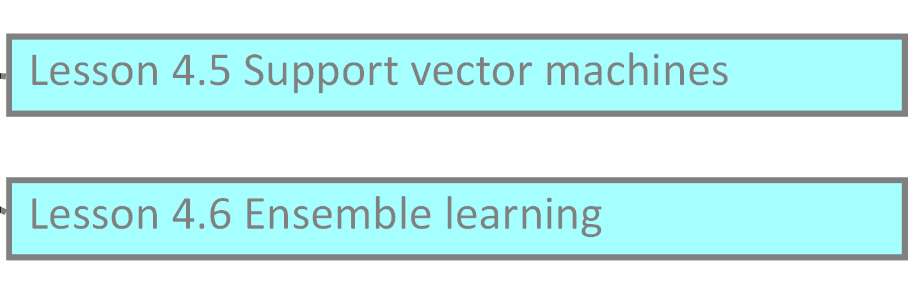 Lesson 4.5 Support vector machines
Lesson 4.6 Ensemble learning